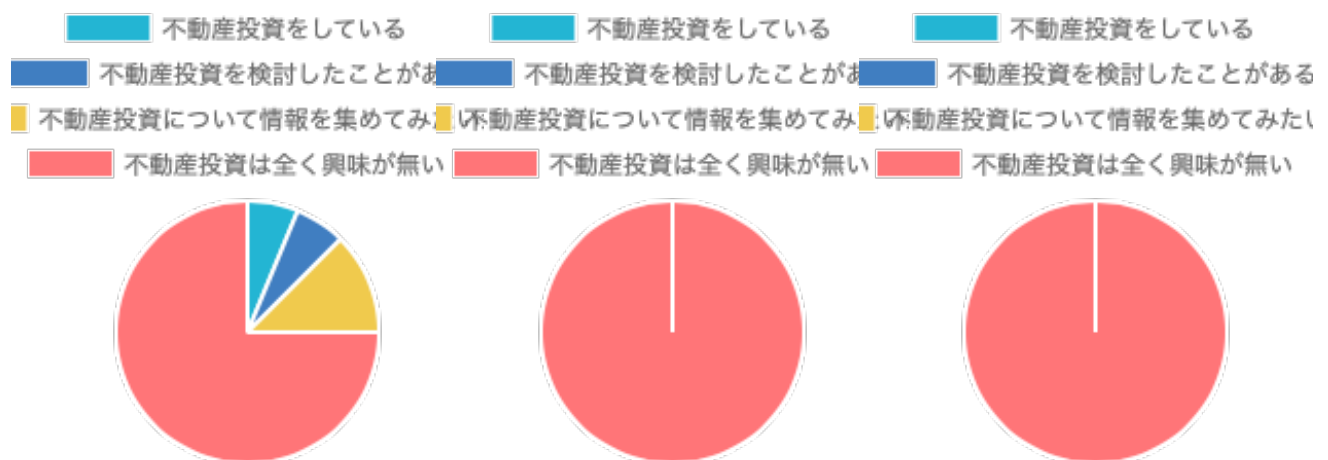 不動産投資をしている 不動産投資をしている 不動産投資をしている
不動産投資を検討したことがあ 不動産投資を検討したことがあ 不動産投資を検討したことがある
不動産投資について情報を集めてみたい 不動産投資について情報を集めてみたい 不動産投資について情報を集めてみたい
不動産投資は全く興味が無い 不動産投資は全く興味が無い 不動産投資は全く興味が無い